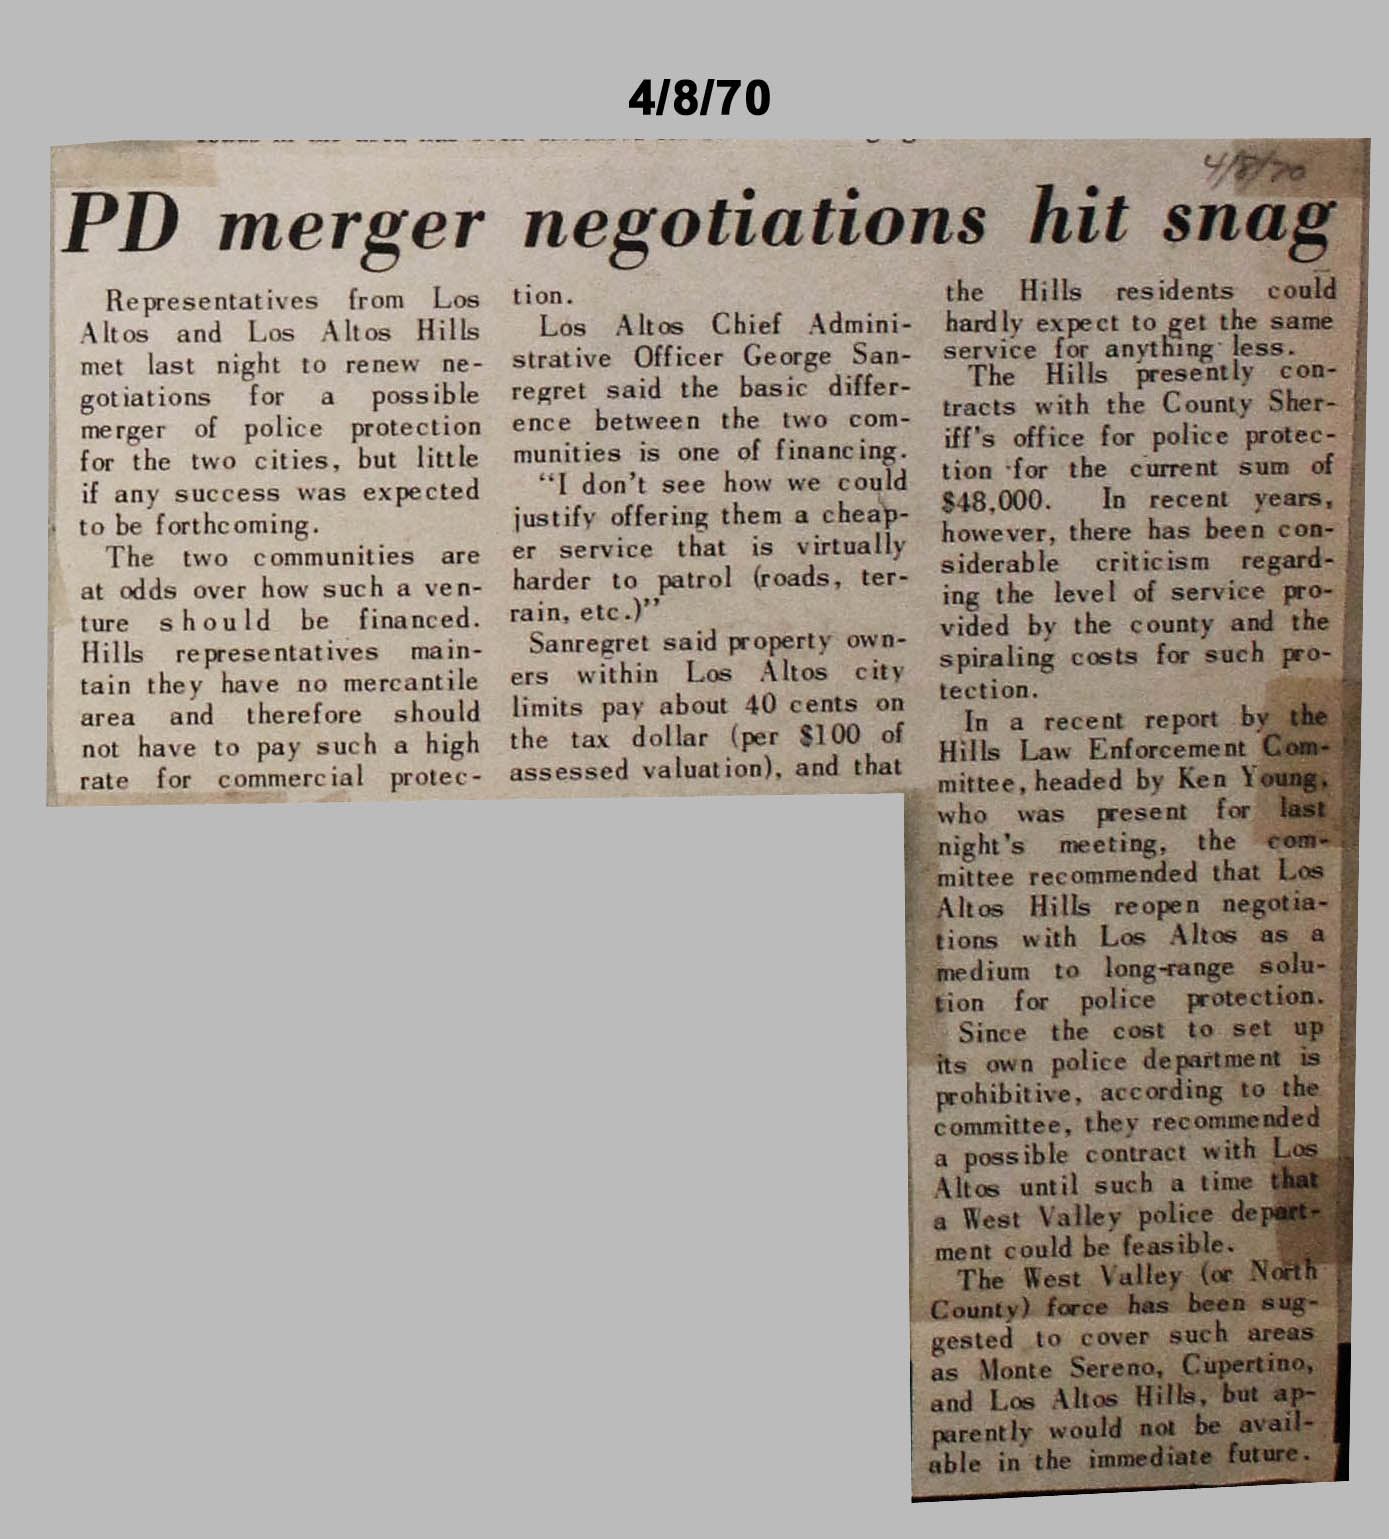 4/8/70
4/8/70
PD merger negotiations hit snag
Representatives from Los
Altos and Los Altos Hills
met last night to renew ne-
gotiations for a possible
merger of police protection
for the two cities, but little
if any success was expected
to be forthcoming.
The two communities are
at odds over how such a ven-
ture should be financed.
Hills representatives main-
tain they have no mercantile
area and therefore should
not have to pay such a high
rate for commercial protec-
tion.
Los Altos Chief Admini-
strative Officer George San-
regret said the basic differ-
ence between the two com-
munities is one of financing.
“I don't see how we could
justify offering them a cheap-
er service that is virtually
harder to patrol (roads, ter-
rain, etc.)”
Sanregret said property own-
ers within Los Altos city
limits pay about 40 cents on
the tax dollar (per $100 of
assessed valuation), and that
the Hills residents could
hardly expect to get the same
service for anything less.
The Hills presently con-
tracts with the County Sher-
iff's office for police protec-
tion for the current sum of
$48,000. In recent years,
however, there has been con-
siderable criticism regard-
ing the level of service pro-
vided by the county and the
spiraling costs for such pro-
tection.
In a recent report by the
Hills Law Enforcement Com-
mittee, headed by Ken Young,
who was present for last
night's meeting, the com-
mittee recommended that Los
Altos Hills reopen negotia-
tions with Los Altos as a
medium to long-range solu-
tion for police protection.
Since the cost to set up
its own police department is
prohibitive, according to the
committee, they recommended
a possible contract with Los
Altos until such a time that
a West Valley police depart-
ment could be feasible.
The West Valley (or North
County) force has been sug-
gested to cover such areas
as Monte Sereno, Cupertino,
and Los Altos Hills, but ap-
parently would not be avail-
able in the immediate future.